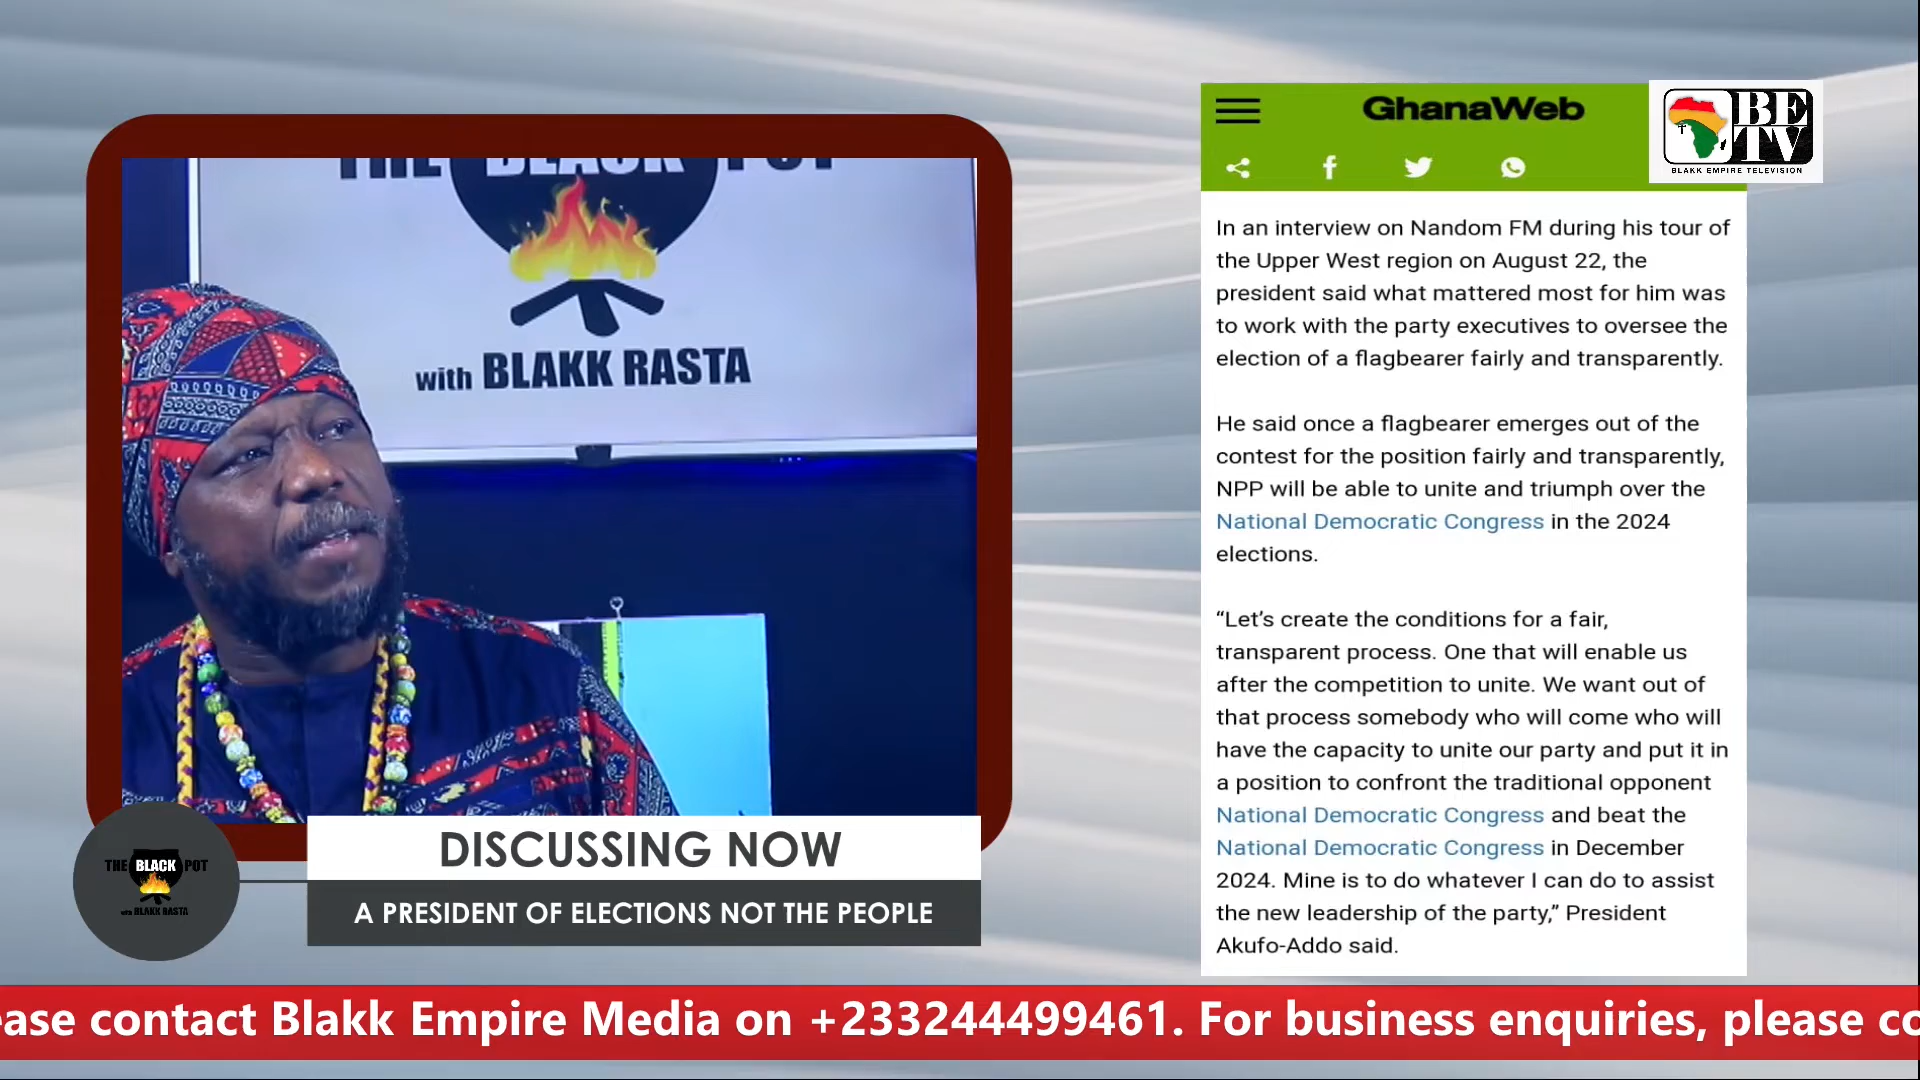 THE BLACK POT
with BLAKK RASTA
GhanaWeb
BE
TV
BLAKK EMPIRE TELEVISION
In an interview on Nandom FM during his tour of
the Upper West region on August 22, the
president said what mattered most for him was
to work with the party executives to oversee the
election of a flagbearer fairly and transparently.
He said once a flagbearer emerges out of the
contest for the position fairly and transparently,
NPP will be able to unite and triumph over the
National Democratic Congress in the 2024
elections.
“Let’s create the conditions for a fair,
transparent process. One that will enable us
after the competition to unite. We want out of
that process somebody who will come who will
have the capacity to unite our party and put it in
a position to confront the traditional opponent
National Democratic Congress and beat the
National Democratic Congress in December
2024. Mine is to do whatever I can do to assist
the new leadership of the party,” President
Akufo-Addo said.
THE BLACK POT
with BLAKK RASTA
DISCUSSING NOW
A PRESIDENT OF ELECTIONS NOT THE PEOPLE
ease contact Blakk Empire Media on +233244499461. For business enquiries, please co